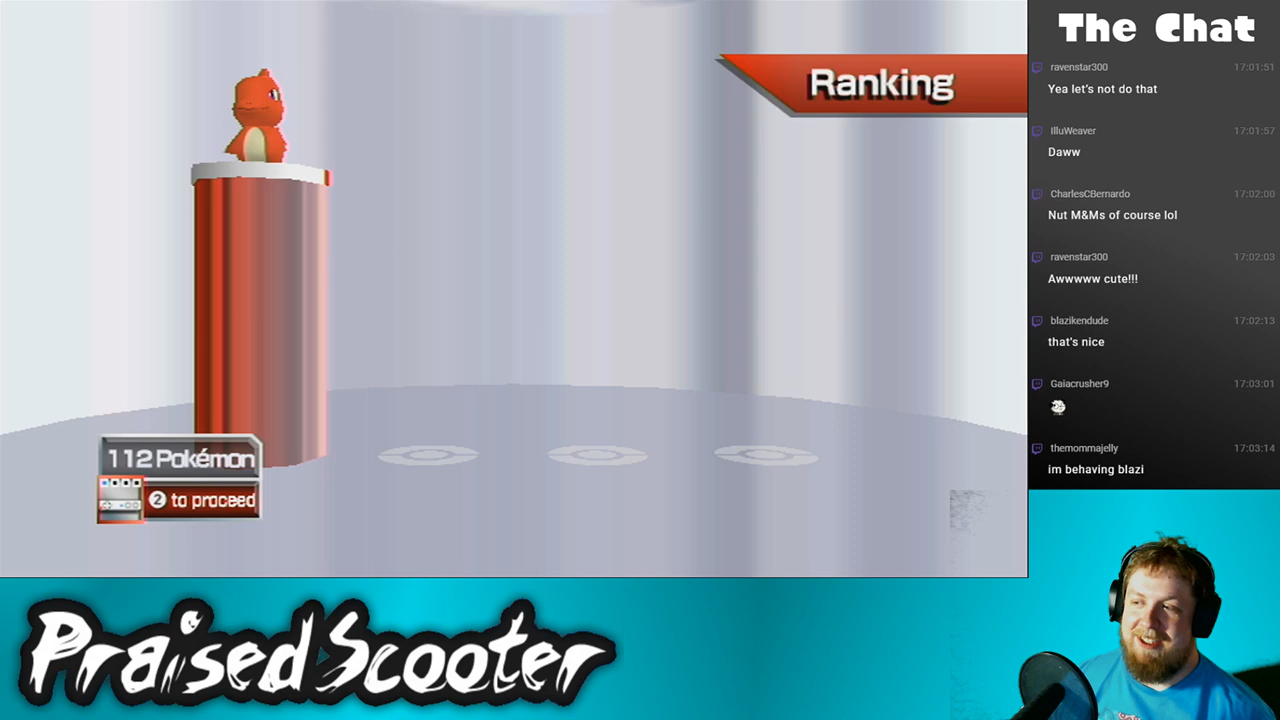 Ranking
112 Pokémon
2 to proceed
PraisedScooter
The Chat
ravenstar300 17:01:51
Yea let's not do that
IlluWeaver 17:01:57
Daww
CharlesCBernardo 17:02:00
Nut M&Ms of course lol
ravenstar300 17:02:03
Awwwww cute!!!
blazikendude 17:02:13
that's nice
Gaiacrusher9 17:03:01
themommajelly 17:03:14
im behaving blazi